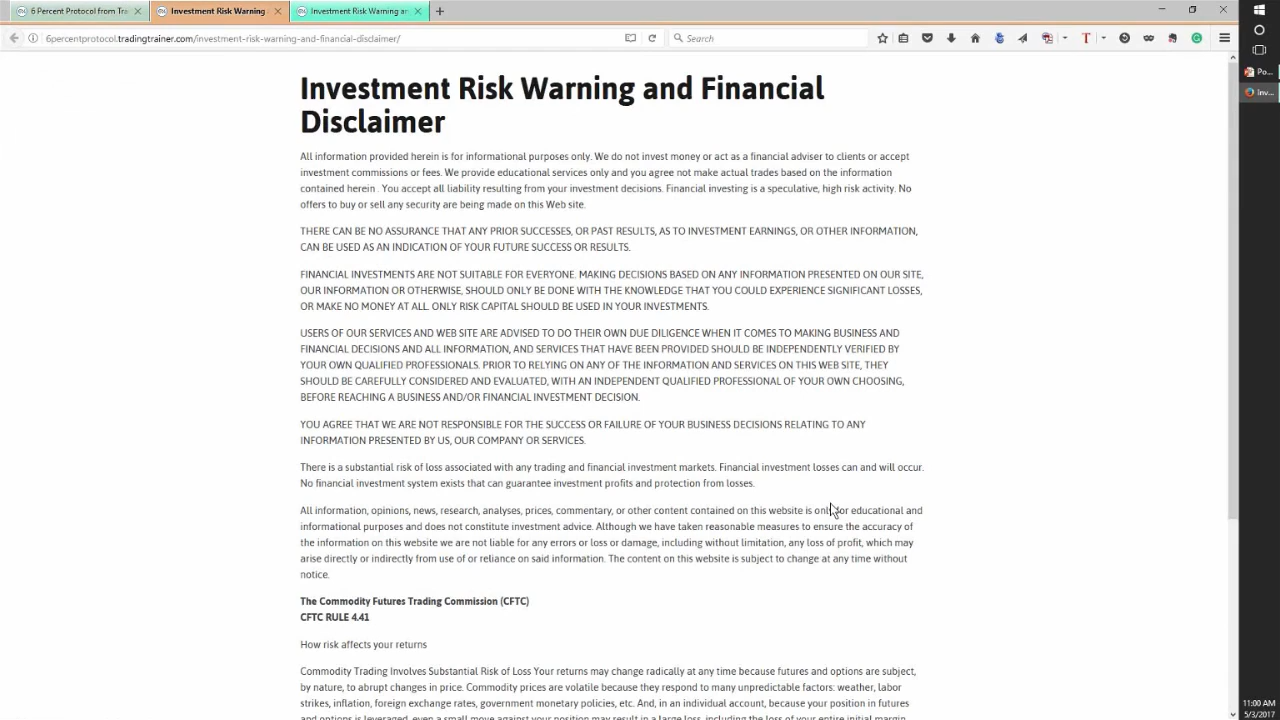 6 Percent Protocol from Tra
Investment Risk Warning
Investment Risk Warning an
6percentprotocol.tradingtrainer.com/investment-risk-warning-and-financial-disclaimer/
Search
Investment Risk Warning and Financial
Disclaimer
All information provided herein is for informational purposes only. We do not invest money or act as a financial adviser to clients or accept
investment commissions or fees. We provide educational services only and you agree not make actual trades based on the information
contained herein . You accept all liability resulting from your investment decisions. Financial investing is a speculative, high risk activity. No
offers to buy or sell any security are being made on this Web site.
THERE CAN BE NO ASSURANCE THAT ANY PRIOR SUCCESSES, OR PAST RESULTS, AS TO INVESTMENT EARNINGS, OR OTHER INFORMATION,
CAN BE USED AS AN INDICATION OF YOUR FUTURE SUCCESS OR RESULTS.
FINANCIAL INVESTMENTS ARE NOT SUITABLE FOR EVERYONE. MAKING DECISIONS BASED ON ANY INFORMATION PRESENTED ON OUR SITE,
OUR INFORMATION OR OTHERWISE, SHOULD ONLY BE DONE WITH THE KNOWLEDGE THAT YOU COULD EXPERIENCE SIGNIFICANT LOSSES,
OR MAKE NO MONEY AT ALL. ONLY RISK CAPITAL SHOULD BE USED IN YOUR INVESTMENTS.
USERS OF OUR SERVICES AND WEB SITE ARE ADVISED TO DO THEIR OWN DUE DILIGENCE WHEN IT COMES TO MAKING BUSINESS AND
FINANCIAL DECISIONS AND ALL INFORMATION, AND SERVICES THAT HAVE BEEN PROVIDED SHOULD BE INDEPENDENTLY VERIFIED BY
YOUR OWN QUALIFIED PROFESSIONALS. PRIOR TO RELYING ON ANY OF THE INFORMATION AND SERVICES ON THIS WEB SITE, THEY
SHOULD BE CAREFULLY CONSIDERED AND EVALUATED, WITH AN INDEPENDENT QUALIFIED PROFESSIONAL OF YOUR OWN CHOOSING,
BEFORE REACHING A BUSINESS AND/OR FINANCIAL INVESTMENT DECISION.
YOU AGREE THAT WE ARE NOT RESPONSIBLE FOR THE SUCCESS OR FAILURE OF YOUR BUSINESS DECISIONS RELATING TO ANY
INFORMATION PRESENTED BY US, OUR COMPANY OR SERVICES.
There is a substantial risk of loss associated with any trading and financial investment markets. Financial investment losses can and will occur.
No financial investment system exists that can guarantee investment profits and protection from losses.
All information, opinions, news, research, analyses, prices, commentary, or other content contained on this website is only for educational and
informational purposes and does not constitute investment advice. Although we have taken reasonable measures to ensure the accuracy of
the information on this website we are not liable for any errors or loss or damage, including without limitation, any loss of profit, which may
arise directly or indirectly from use of or reliance on said information. The content on this website is subject to change at any time without
notice.
The Commodity Futures Trading Commission (CFTC)
CFTC RULE 4.41
How risk affects your returns
Commodity Trading Involves Substantial Risk of Loss Your returns may change radically at any time because futures and options are subject,
by nature, to abrupt changes in price. Commodity prices are volatile because they respond to many unpredictable factors: weather, labor
strikes, inflation, foreign exchange rates, government monetary policies, etc. And, in an individual account, because your position in futures
and options is leveraged, even a small move against your position may result in a large loss, including the loss of your entire initial margin
Po...
Inv...
11:00 AM
5/3/2017